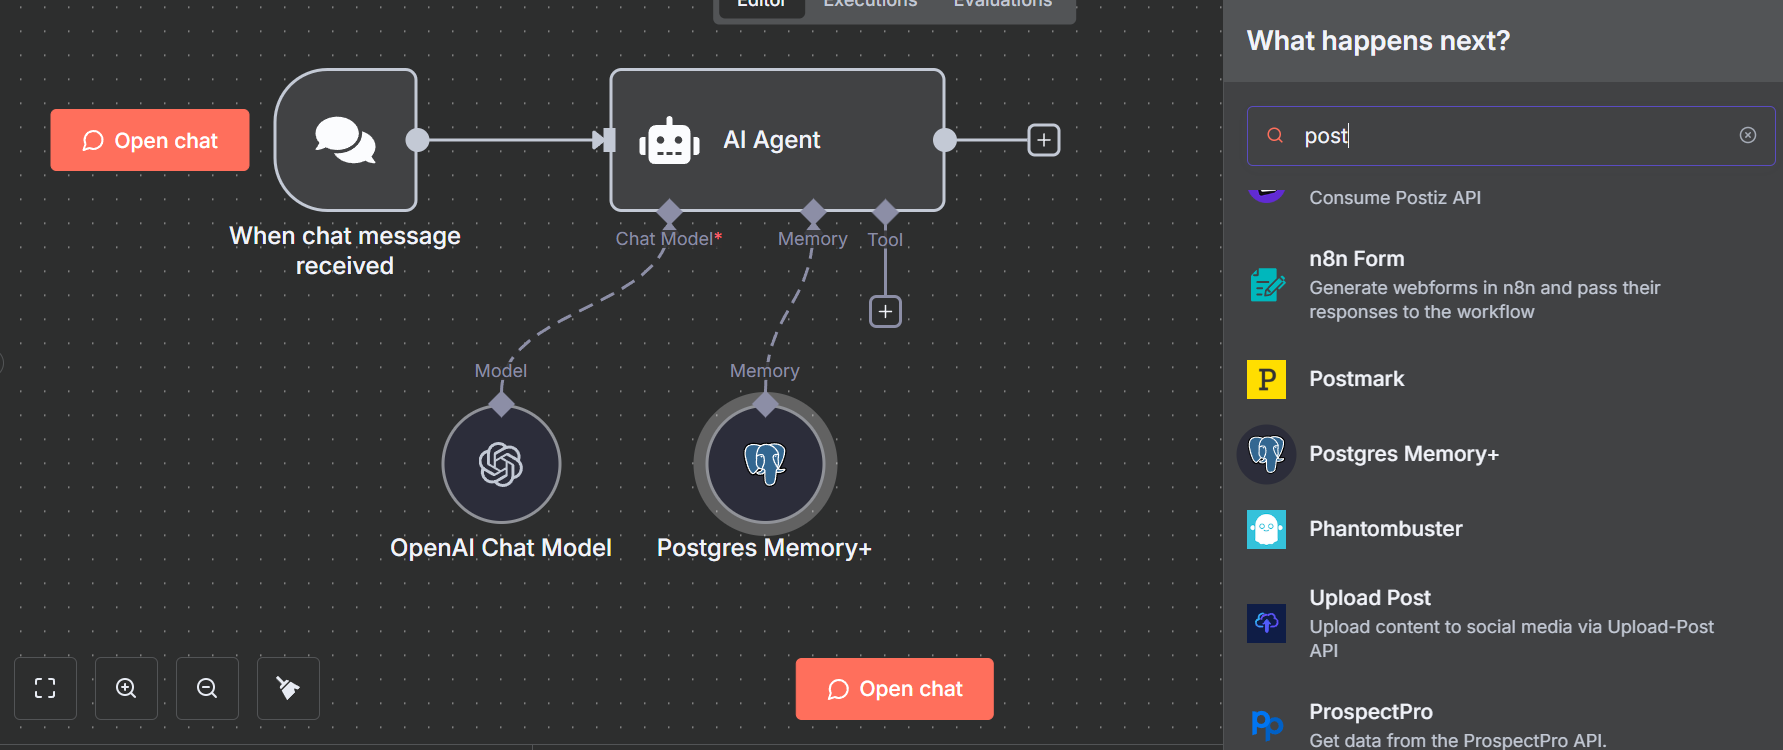 Editor
Executions
Evaluations
What happens next?
Open chat
AI Agent
post
Consume Postiz API
When chat message
received
Chat Model*
Memory
Tool
n8n Form
Generate webforms in n8n and pass their
responses to the workflow
Model
Memory
P
Postmark
Postgres Memory+
OpenAI Chat Model
Postgres Memory+
Phantombuster
Upload Post
Upload content to social media via Upload-Post
API
Open chat
pp
ProspectPro
Get data from the ProspectPro API.